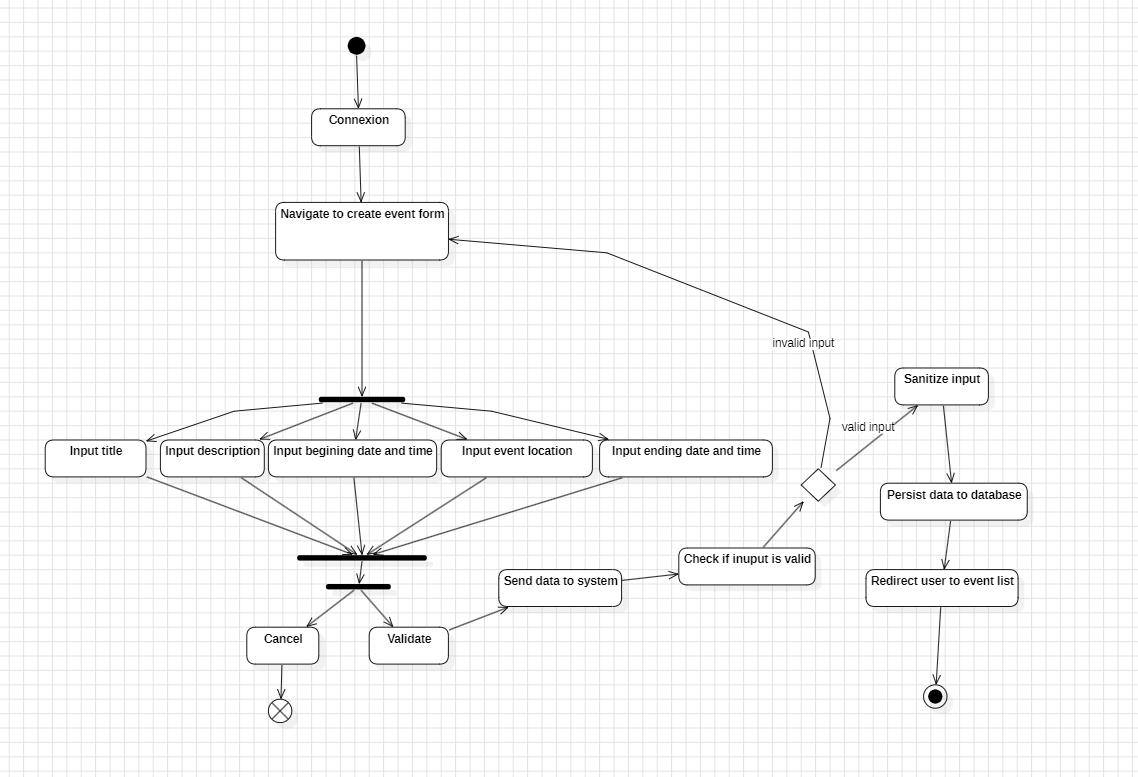 Connexion
Navigate to create event form
invalid input
Sanitize input
valid input
Input title
Input description
Input begining date and time
Input event location
Input ending date and time
Persist data to database
Check if inuput is valid
Send data to system
Redirect user to event list
Cancel
Validate